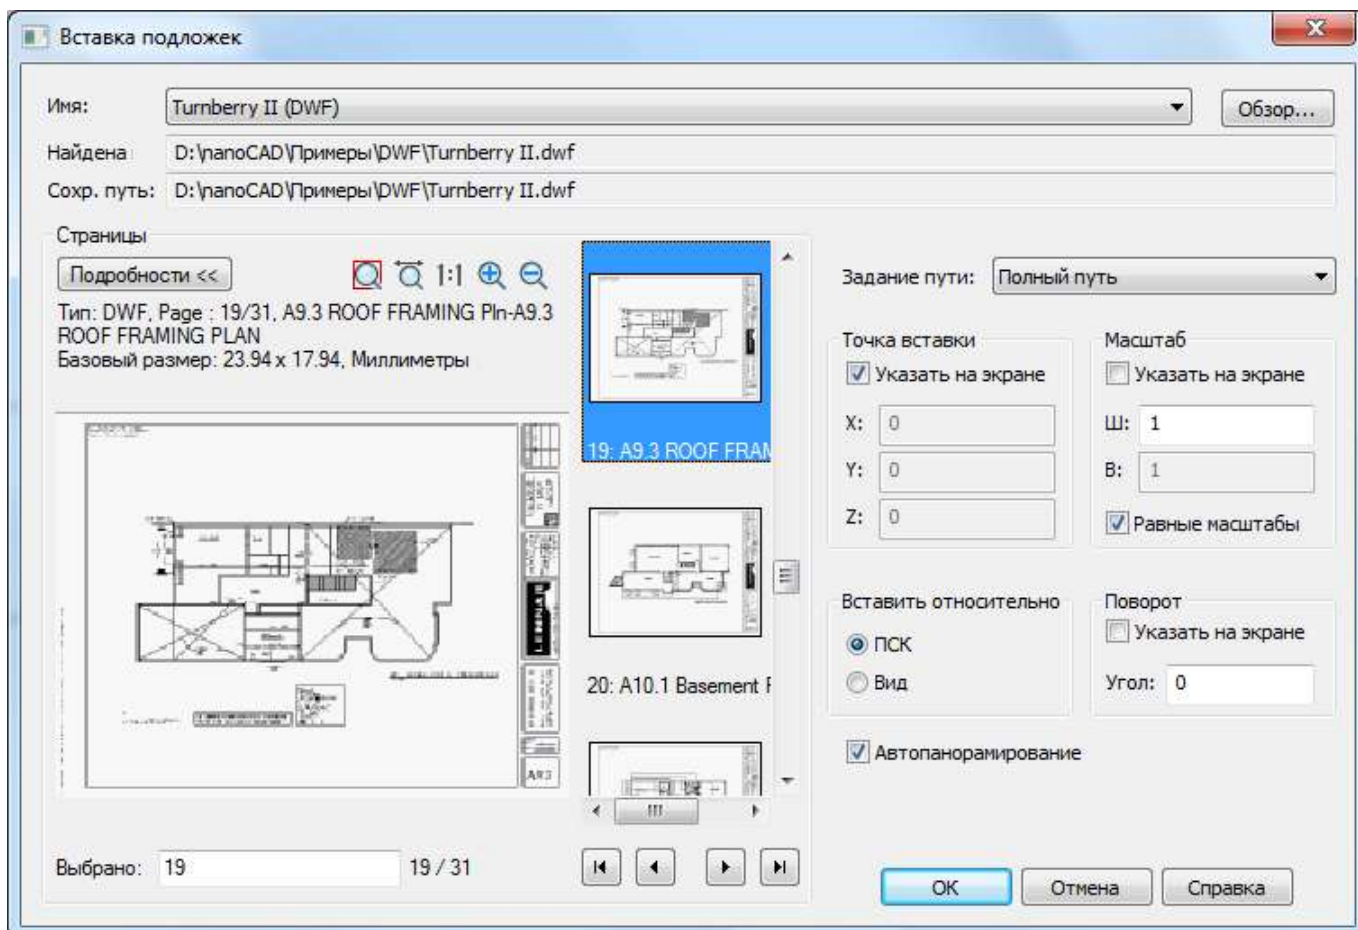 Вставка подложек
Имя:
Turnberry II (DWF)
Обзор...
Найдена
D:\nanoCAD\Примеры\DWF\Turnberry II.dwf
Сохр. путь:
D:\nanoCAD\Примеры\DWF\Turnberry II.dwf
Страницы
Подробности <<
1:1
Тип: DWF, Page : 19/31, A9.3 ROOF FRAMING Pln-A9.3
ROOF FRAMING PLAN
Базовый размер: 23.94 x 17.94, Миллиметры
LENNAR
A9.3
19: A9.3 ROOF FRAM
20: A10.1 Basement F
Выбрано:
19
19 / 31
Задание пути:
Полный путь
Точка вставки
Указать на экране
X:
0
Y:
0
Z:
0
Масштаб
Указать на экране
Ш:
1
В:
1
Равные масштабы
Вставить относительно
ПСК
Вид
Поворот
Указать на экране
Угол:
0
Автопанорамирование
ОК
Отмена
Справка